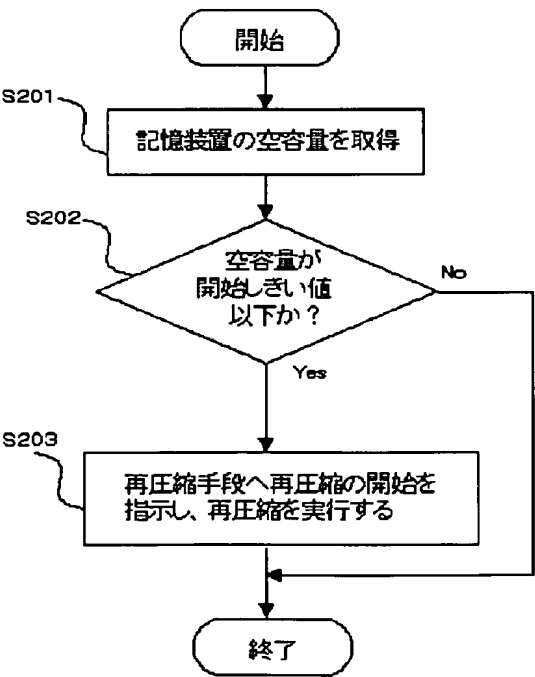 開始
S201
記憶装置の空容量を取得
S202
空容量が
開始しきい値
以下か?
No
Yes
S203
再圧縮手段へ再圧縮の開始を
指示し、再圧縮を実行する
終了